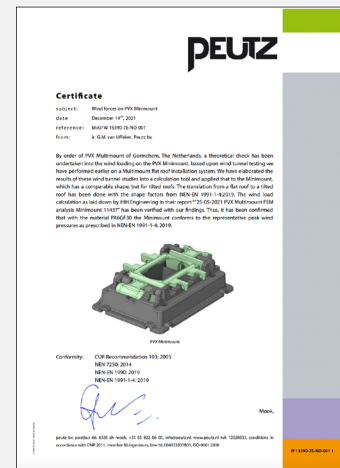 PEUTZ
Certificate
subject: Wind forces on PVX Minimount
date December 14th, 2021
reference:
from: ir. G.M. van Uffelen, Peutz bv
By order of PVX Multimount of Gorinchem, The Netherlands, a theoretical check has been
undertaken into the wind loading on the PVX Minimount, based upon wind tunnel testing we
have performed earlier on a Multimount flat roof installation system. We have elaborated the
results of these wind tunnel studies into a calculation tool and applied that to the Minimount,
which has a comparable shape, but for tilted roofs. The translation from a flat roof to a tilted
roof has been done with the shape factors from NEN-EN 1991-1-4:2019. The wind load
calculation as laid down by HIH Engineering in their report "25-05-2021 PVX Multimount FEM
analysis Minimount 11437" has been verified with our findings. Thus, it has been confirmed
that with the material PA6GF30 the Minimount conforms to the representative peak wind
pressures as prescribed in NEN-EN 1991-1-4: 2019.
PVX Minimount
Conformity: CUR Recommendation 103: 2005
NEN 7250: 2014
NEN-EN 1990: 2019
NEN-EN 1991-1-4: 2019
Mook,